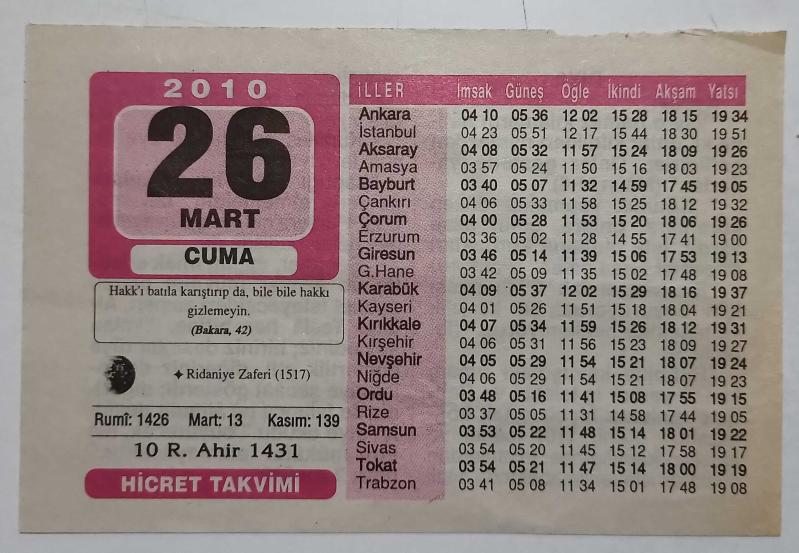 2010
26
MART
CUMA
Hakk'ı batıla karıştırıp da, bile bile hakkı
gizlemeyin.
(Bakara, 42)
Ridaniye Zaferi (1517)
Rumî: 1426 Mart: 13 Kasım: 139
10 R. Ahir 1431
HİCRET TAKVİMİ
İLLER İmsak Güneş Öğle İkindi Akşam Yatsı
Ankara 04 10 05 36 12 02 15 28 18 15 19 34
İstanbul 04 23 05 51 12 17 15 44 18 30 19 51
Aksaray 04 08 05 32 11 57 15 24 18 09 19 26
Amasya 03 57 05 24 11 50 15 16 18 03 19 23
Bayburt 03 40 05 07 11 32 14 59 17 45 19 05
Çankırı 04 06 05 33 11 58 15 25 18 12 19 32
Çorum 04 00 05 28 11 53 15 20 18 06 19 26
Erzurum 03 36 05 02 11 28 14 55 17 41 19 00
Giresun 03 46 05 14 11 39 15 06 17 53 19 13
G.Hane 03 42 05 09 11 35 15 02 17 48 19 08
Karabük 04 09 05 37 12 02 15 29 18 16 19 37
Kayseri 04 01 05 26 11 51 15 18 18 04 19 21
Kırıkkale 04 07 05 34 11 59 15 26 18 12 19 31
Kırşehir 04 06 05 31 11 56 15 23 18 09 19 27
Nevşehir 04 05 05 29 11 54 15 21 18 07 19 24
Niğde 04 06 05 29 11 54 15 21 18 07 19 23
Ordu 03 48 05 16 11 41 15 08 17 55 19 15
Rize 03 37 05 05 11 31 14 58 17 44 19 05
Samsun 03 53 05 22 11 48 15 14 18 01 19 22
Sivas 03 54 05 20 11 45 15 12 17 58 19 17
Tokat 03 54 05 21 11 47 15 14 18 00 19 19
Trabzon 03 41 05 08 11 34 15 01 17 48 19 08